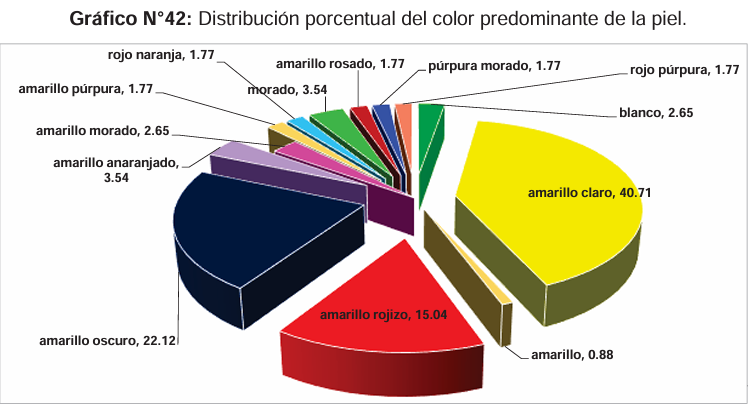 Gráfico N°42: Distribución porcentual del color predominante de la piel.
rojo naranja, 1.77
amarillo rosado, 1.77
púrpura morado, 1.77
rojo púrpura, 1.77
amarillo púrpura, 1.77
morado, 3.54
blanco, 2.65
amarillo morado, 2.65
amarillo anaranjado,
3.54
amarillo claro, 40.71
amarillo rojizo, 15.04
amarillo oscuro, 22.12
amarillo, 0.88